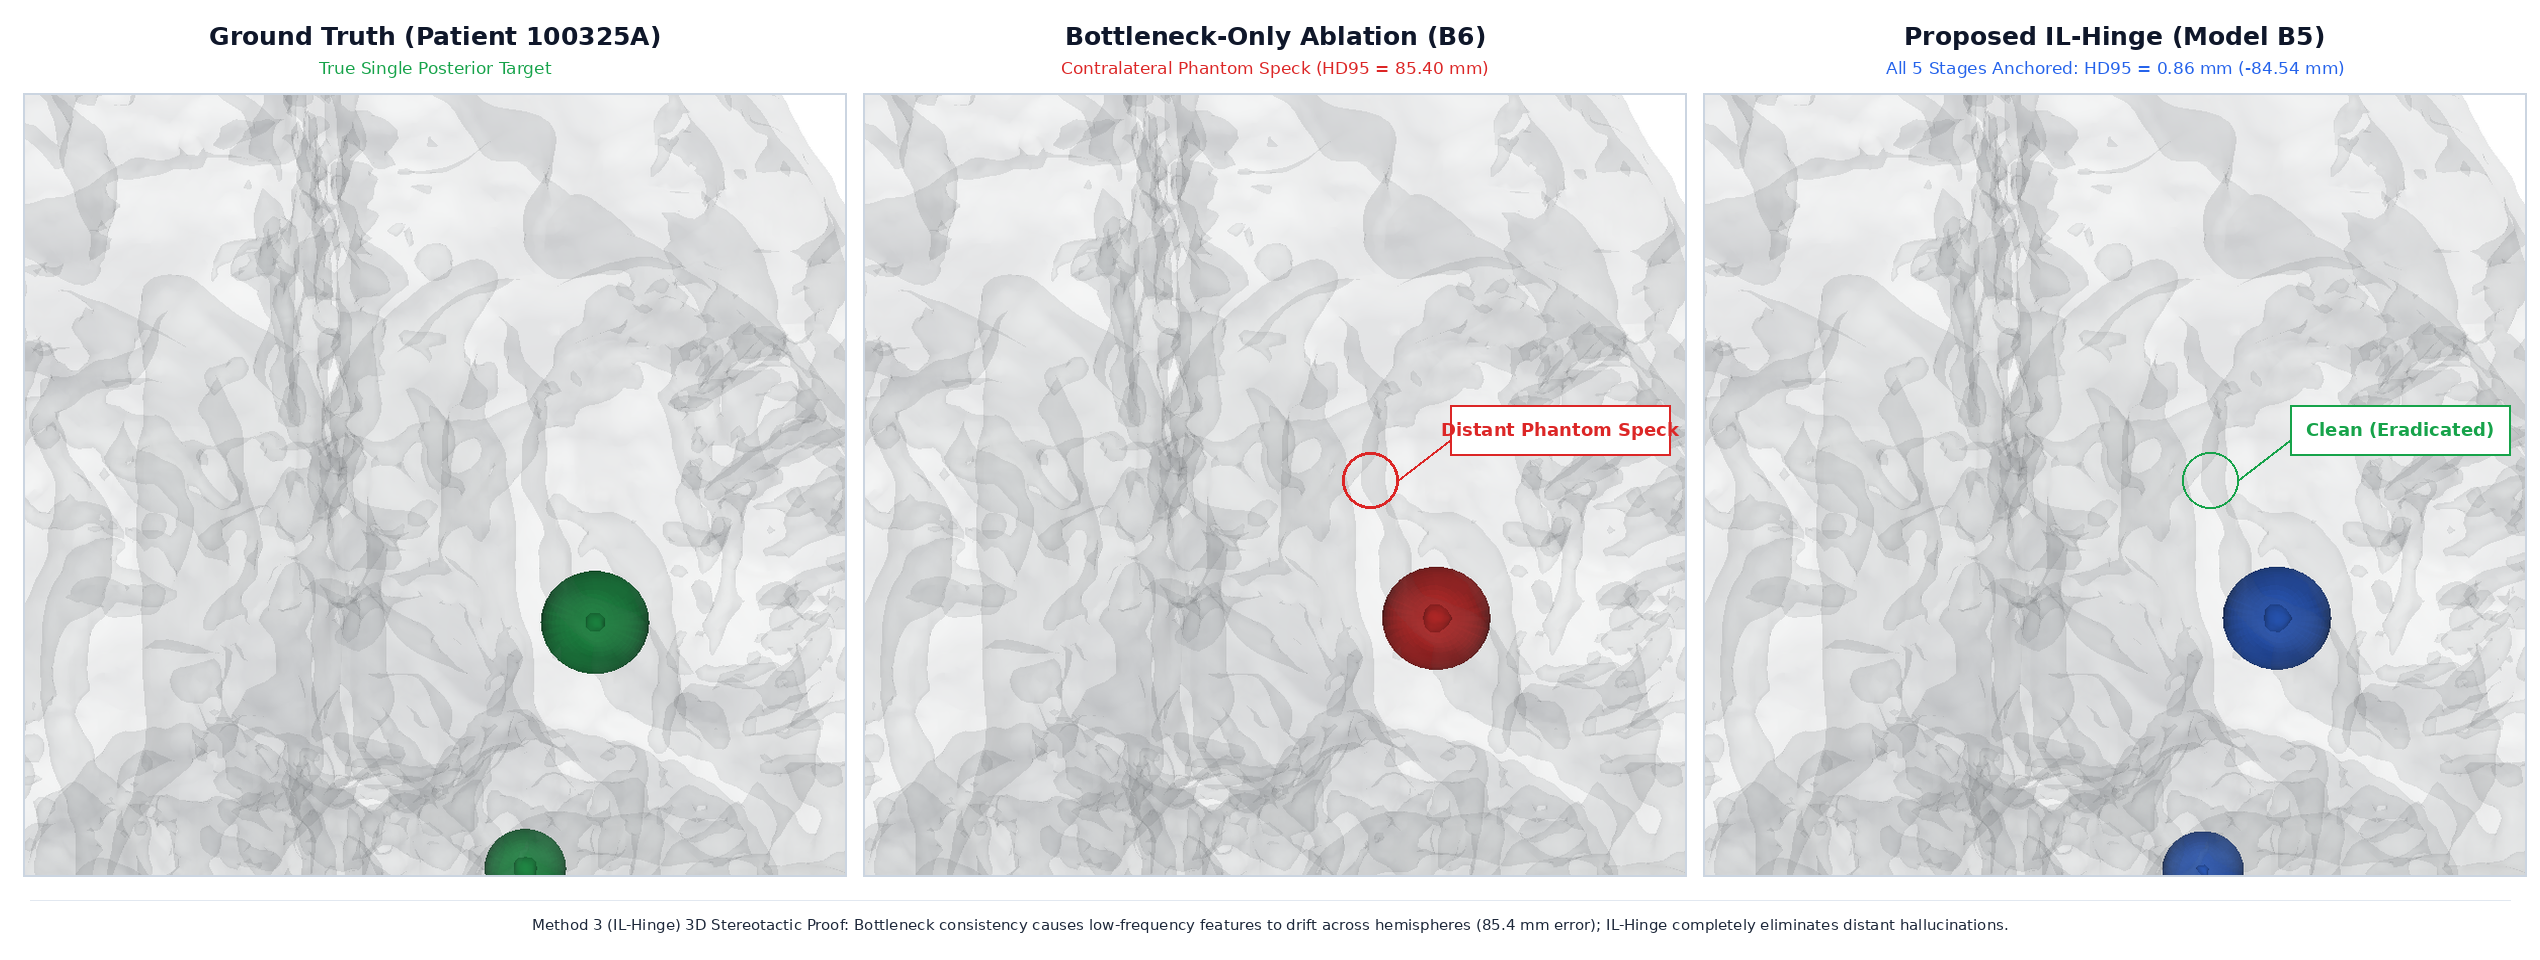 Ground Truth (Patient 100325A)
True Single Posterior Target
Bottleneck-Only Ablation (B6)
Contralateral Phantom Speck (HD95 = 85.40 mm)
Proposed IL-Hinge (Model B5)
All 5 Stages Anchored: HD95 = 0.86 mm (-84.54 mm)
Distant Phantom Speck
Clean (Eradicated)
Method 3 (IL-Hinge) 3D Stereotactic Proof: Bottleneck consistency causes low-frequency features to drift across hemispheres (85.4 mm error); IL-Hinge completely eliminates distant hallucinations.